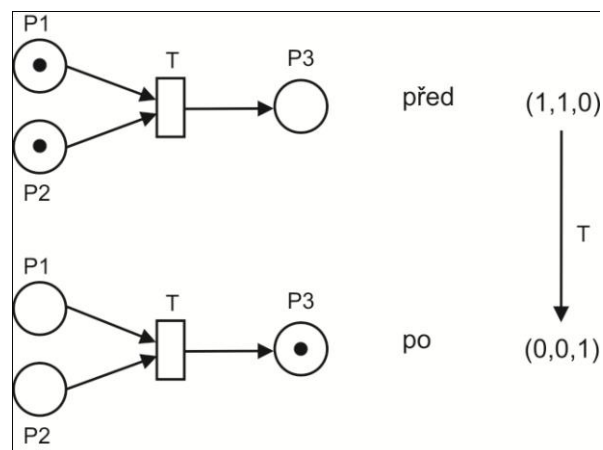 P1
T
P3
před
(1,1,0)
P2
T
P1
T
P3
po
(0,0,1)
P2